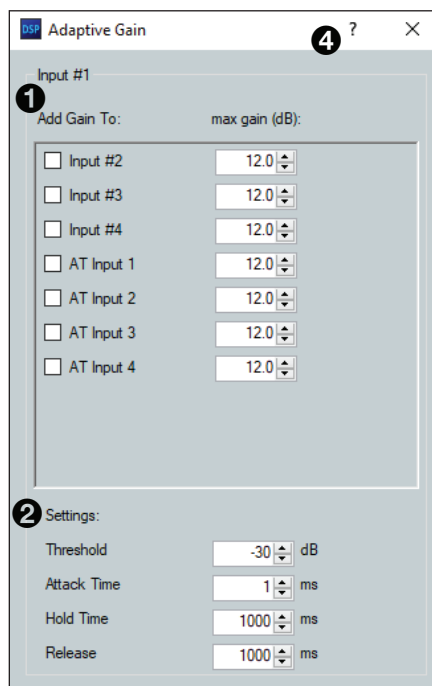 DSP Adaptive Gain 4 ?
Input #1
1
Add Gain To: max gain (dB):
Input #2 12.0
Input #3 12.0
Input #4 12.0
AT Input 1 12.0
AT Input 2 12.0
AT Input 3 12.0
AT Input 4 12.0
2 Settings:
Threshold -30 dB
Attack Time 1 ms
Hold Time 1000 ms
Release 1000 ms